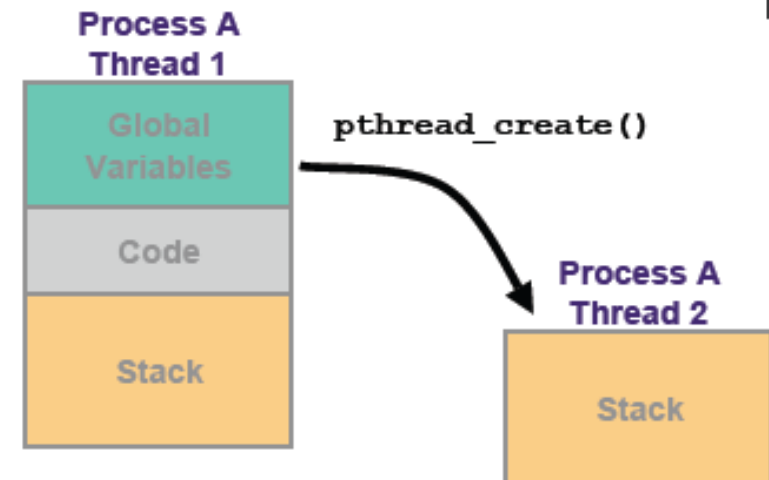 Process A
Thread 1
Global
Variables
Code
Stack
pthread_create()
Process A
Thread 2
Stack